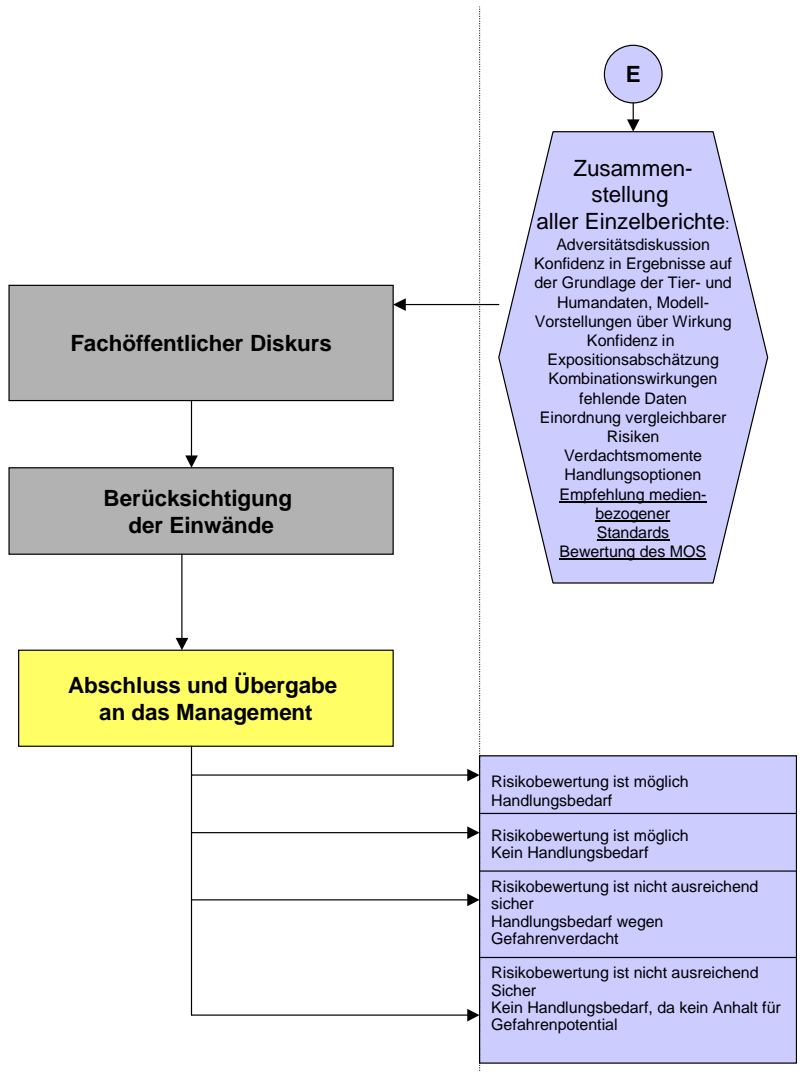 E
Zusammen-
stellung
aller Einzelberichte:
Adversitätsdiskussion
Konfidenz in Ergebnisse auf
der Grundlage der Tier- und
Humandaten, Modell-
Vorstellungen über Wirkung
Konfidenz in
Expositionsabschätzung
Kombinationswirkungen
fehlende Daten
Einordnung vergleichbarer
Risiken
Verdachtsmomente
Handlungsoptionen
Empfehlung medien-
bezogener
Standards
Bewertung des MOS
Fachöffentlicher Diskurs
Berücksichtigung
der Einwände
Abschluss und Übergabe
an das Management
Risikobewertung ist möglich
Handlungsbedarf
Risikobewertung ist möglich
Kein Handlungsbedarf
Risikobewertung ist nicht ausreichend
sicher
Handlungsbedarf wegen
Gefahrenverdacht
Risikobewertung ist nicht ausreichend
Sicher
Kein Handlungsbedarf, da kein Anhalt für
Gefahrenpotential